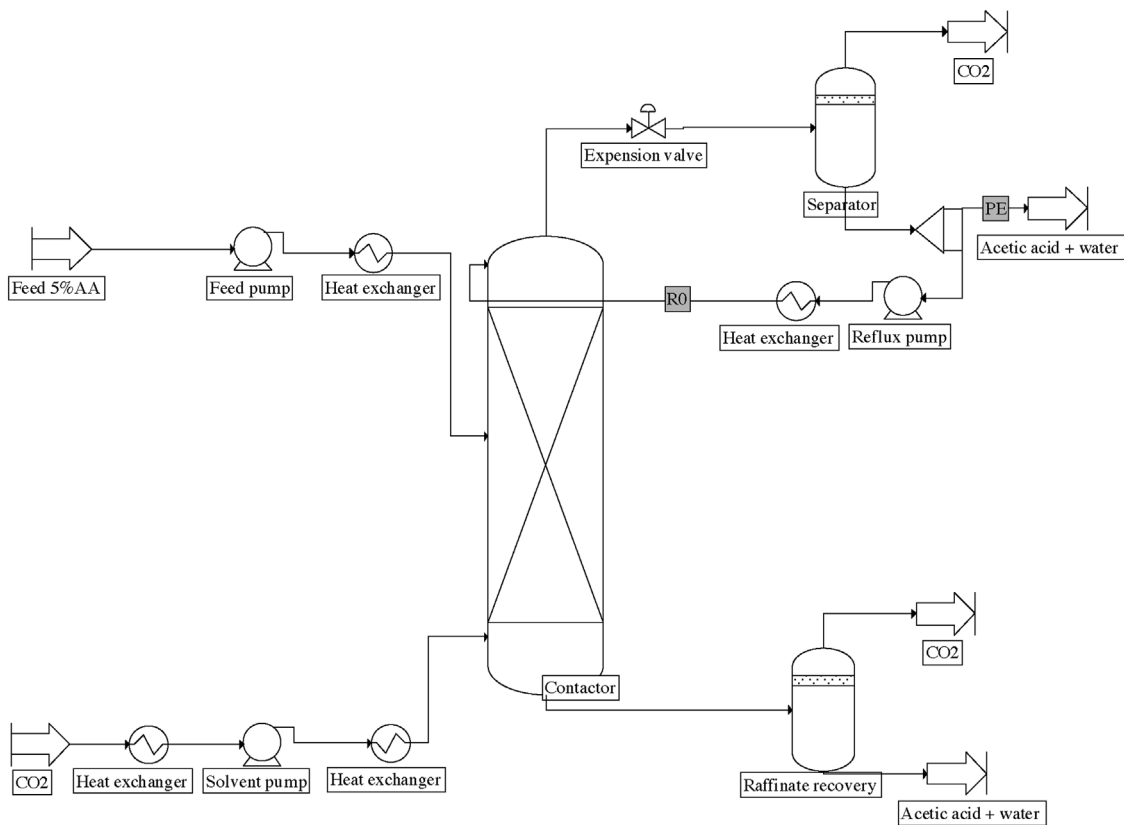 CO2
Expension valve
Separator
PE
Acetic acid + water
Feed 5%AA
Feed pump
Heat exchanger
R0
Heat exchanger
Reflux pump
CO2
Contactor
CO2
Heat exchanger
Solvent pump
Heat exchanger
Raffinate recovery
Acetic acid + water